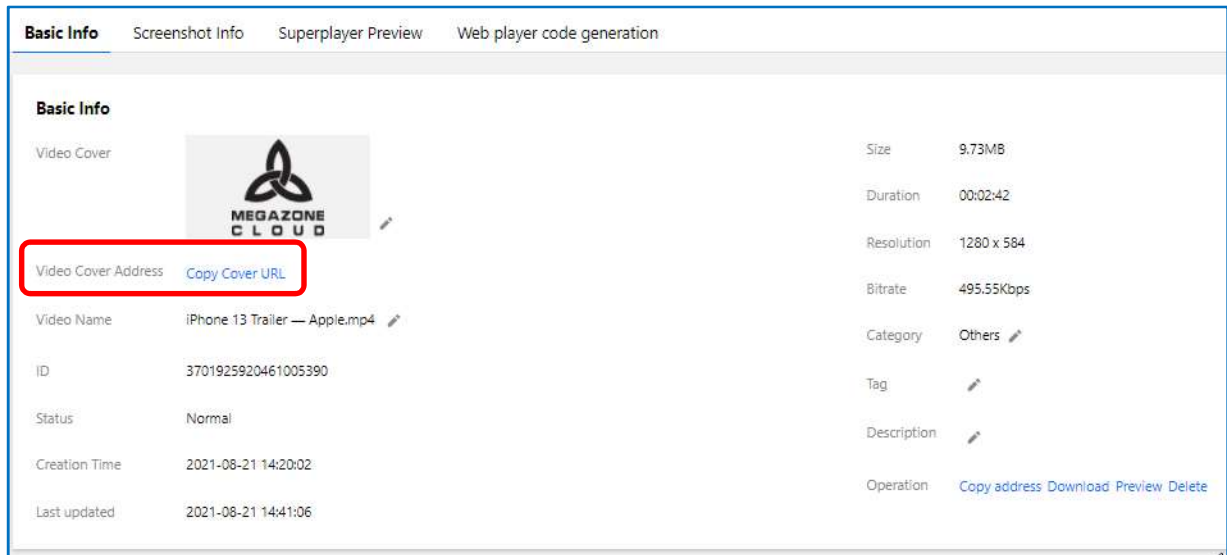 Basic Info Screenshot Info Superplayer Preview Web player code generation
Basic Info
Video Cover
MEGAZONE
CLOUD
Video Cover Address Copy Cover URL
Video Name iPhone 13 Trailer — Apple.mp4
ID 3701925920461005390
Status Normal
Creation Time 2021-08-21 14:20:02
Last updated 2021-08-21 14:41:06
Size 9.73MB
Duration 00:02:42
Resolution 1280 x 584
Bitrate 495.55Kbps
Category Others
Tag
Description
Operation Copy address Download Preview Delete